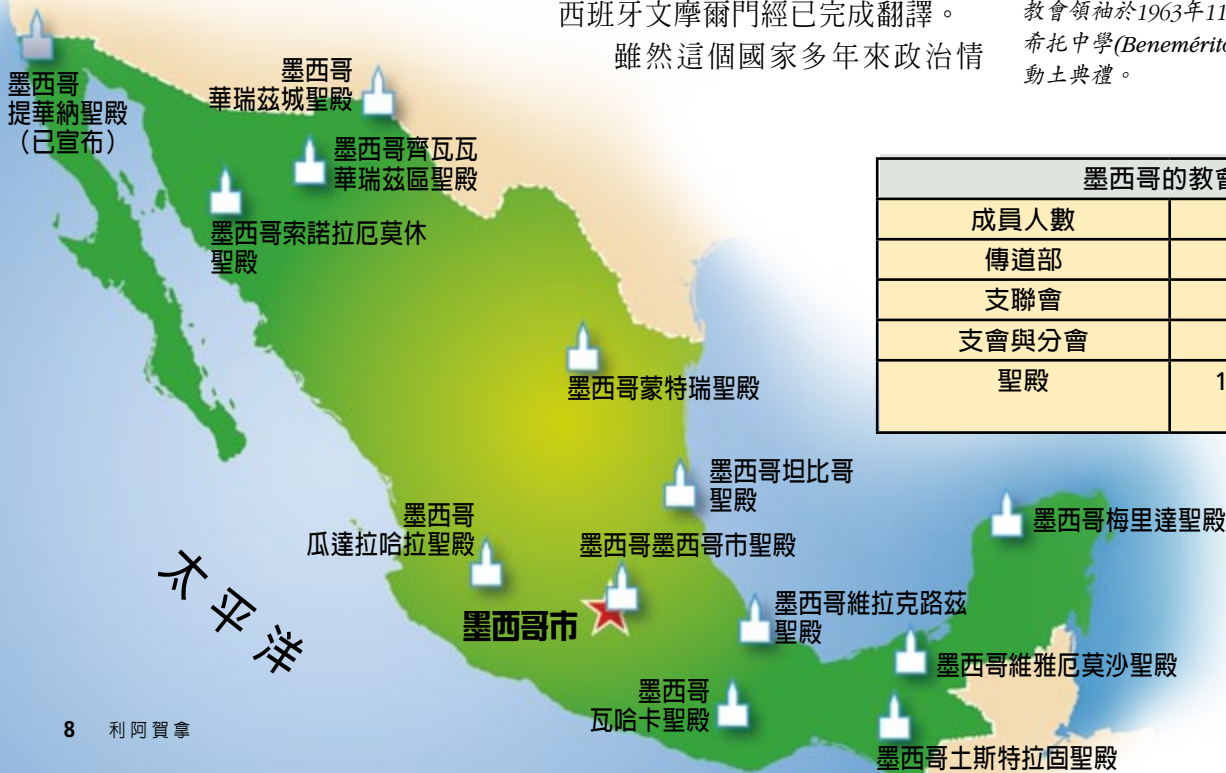 西班牙文摩爾門經已完成翻譯。
雖然這個國家多年來政治情
教會領袖於1963年11
希托中學(Benemérito
動土典禮。
墨西哥
提華納聖殿
（已宣布）
墨西哥
華瑞茲城聖殿
墨西哥齊瓦瓦
華瑞茲區聖殿
墨西哥索諾拉厄莫休
聖殿
墨西哥的教會
成員人數
傳道部
支聯會
支會與分會
聖殿
1
墨西哥蒙特瑞聖殿
墨西哥坦比哥
聖殿
墨西哥
瓜達拉哈拉聖殿
墨西哥墨西哥市聖殿
墨西哥梅里達聖殿
太平洋
墨西哥市
墨西哥維拉克路茲
聖殿
墨西哥維雅厄莫沙聖殿
墨西哥
瓦哈卡聖殿
墨西哥土斯特拉固聖殿
8 利阿賀拿